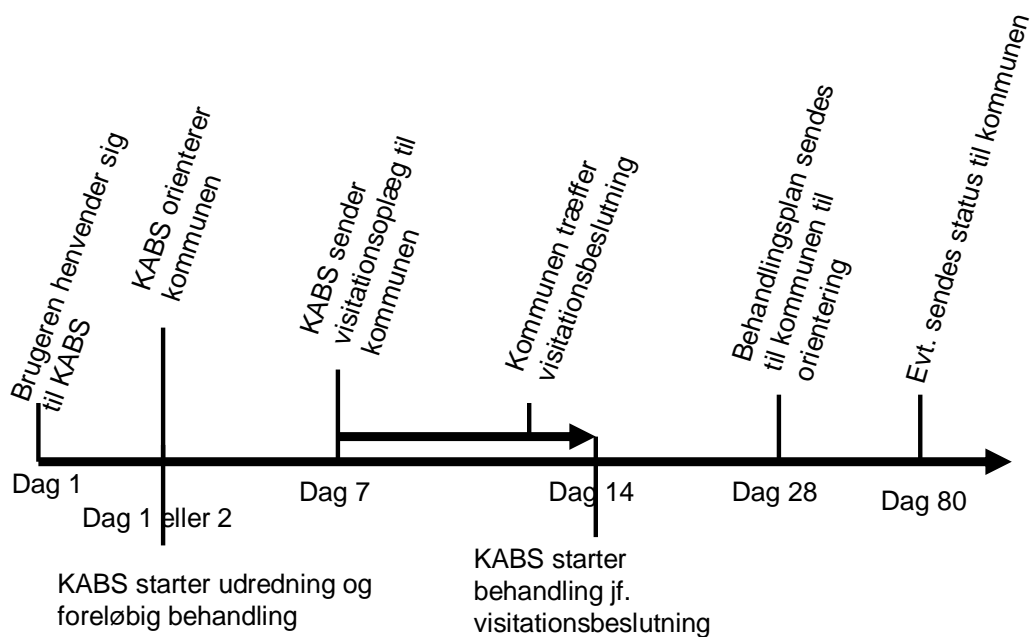 Brugeren henvender sig
til KABS
KABS orienterer
kommunen
KABS sender
visitationsoplæg til
kommunen
Kommunen træffer
visitationsbeslutning
Behandlingsplan sendes
til kommunen til
orientering
Evt. sendes status til kommunen
Dag 1
Dag 1 eller 2
Dag 7
Dag 14
Dag 28
Dag 80
KABS starter udredning og
foreløbig behandling
KABS starter
behandling jf.
visitationsbeslutning